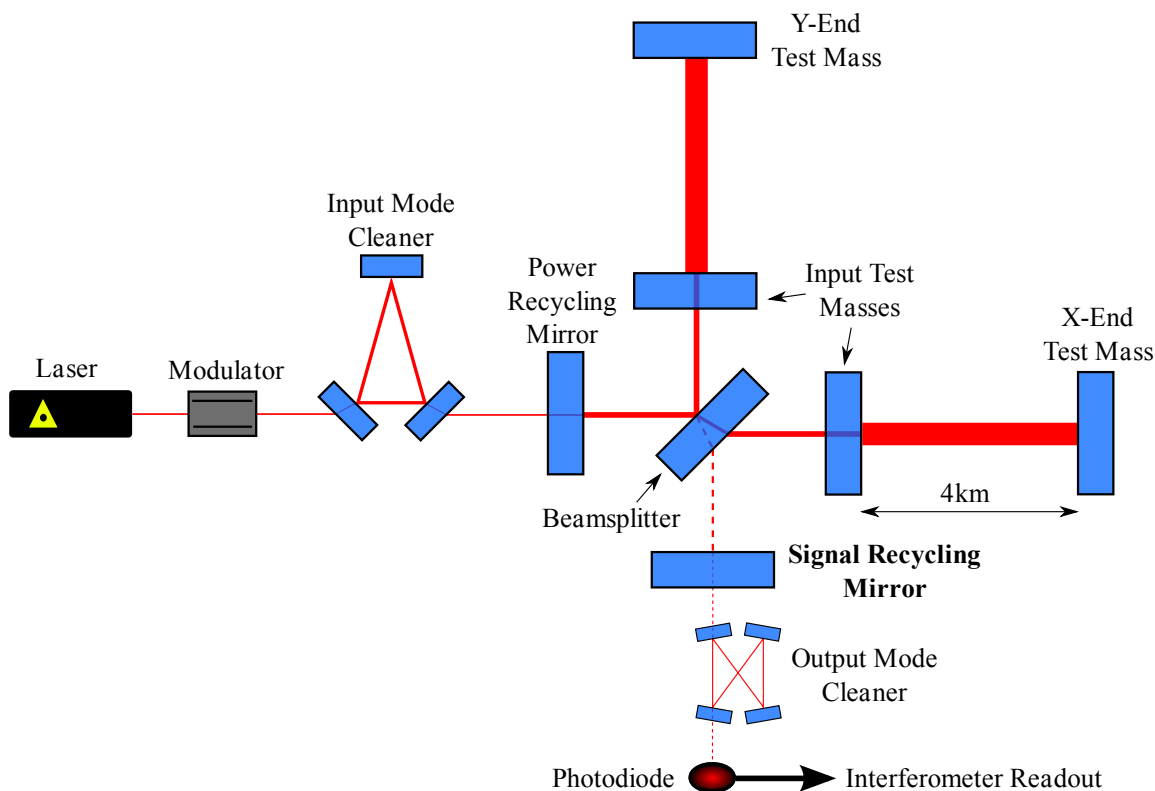 Y-End
Test Mass
Input Mode
Cleaner
Power
Recycling
Mirror
Input Test
Masses
X-End
Test Mass
Laser
Modulator
4km
Beamsplitter
Signal Recycling
Mirror
Output Mode
Cleaner
Photodiode
Interferometer Readout